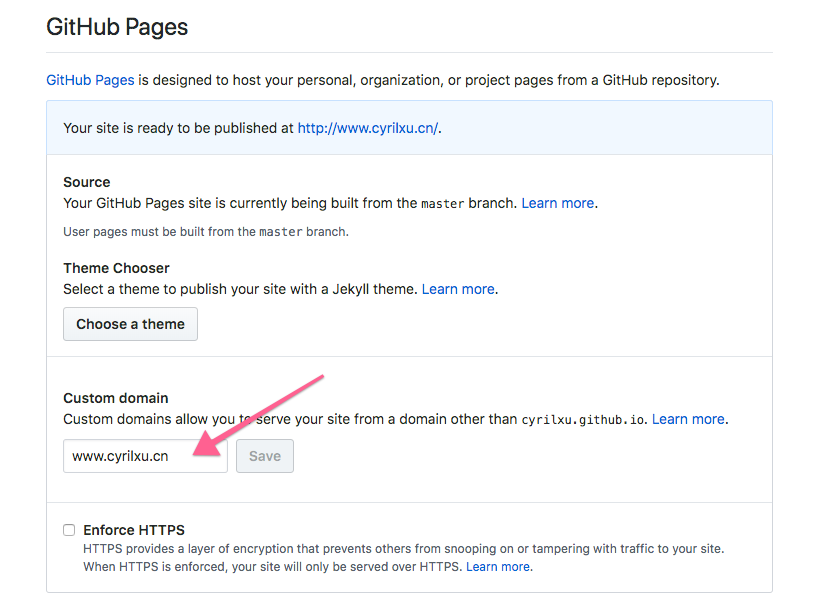 GitHub Pages
GitHub Pages is designed to host your personal, organization, or project pages from a GitHub repository.
Your site is ready to be published at http://www.cyrilxu.cn/.
Source
Your GitHub Pages site is currently being built from the master branch. Learn more.
User pages must be built from the master branch.
Theme Chooser
Select a theme to publish your site with a Jekyll theme. Learn more.
Choose a theme
Custom domain
Custom domains allow you to serve your site from a domain other than cyrilxu.github.io. Learn more.
www.cyrilxu.cn Save
Enforce HTTPS
HTTPS provides a layer of encryption that prevents others from snooping on or tampering with traffic to your site.
When HTTPS is enforced, your site will only be served over HTTPS. Learn more.